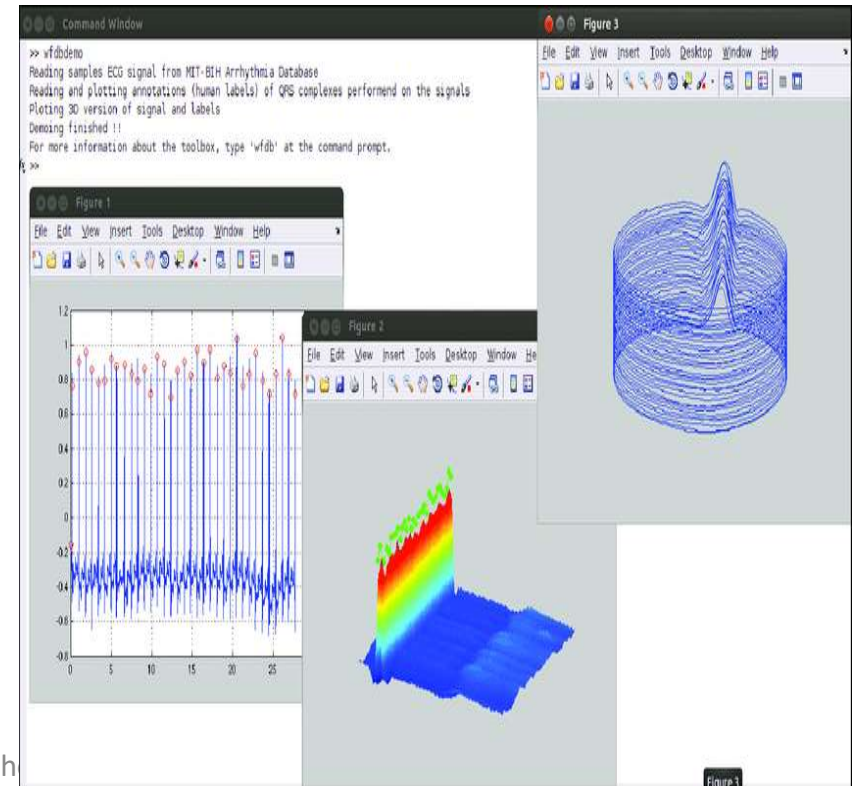 Command Window
>> wfdbdemo
Reading samples ECG signal from MIT-BIH Arrhythmia Database
Reading and plotting annotations (human labels) of QRS complexes performend on the signals
Ploting 3D version of signal and labels
Demoing finished !!
For more information about the toolbox, type 'wfdb' at the command prompt.
>>
Figure 3
File Edit View Insert Tools Desktop Window Help
Figure 1
File Edit View Insert Tools Desktop Window Help
1.2
1
0.8
0.6
0.4
0.2
0
-0.2
-0.4
-0.6
-0.8
0 5 10 15 20 25
Figure 2
File Edit View Insert Tools Desktop Window He
Figure 3